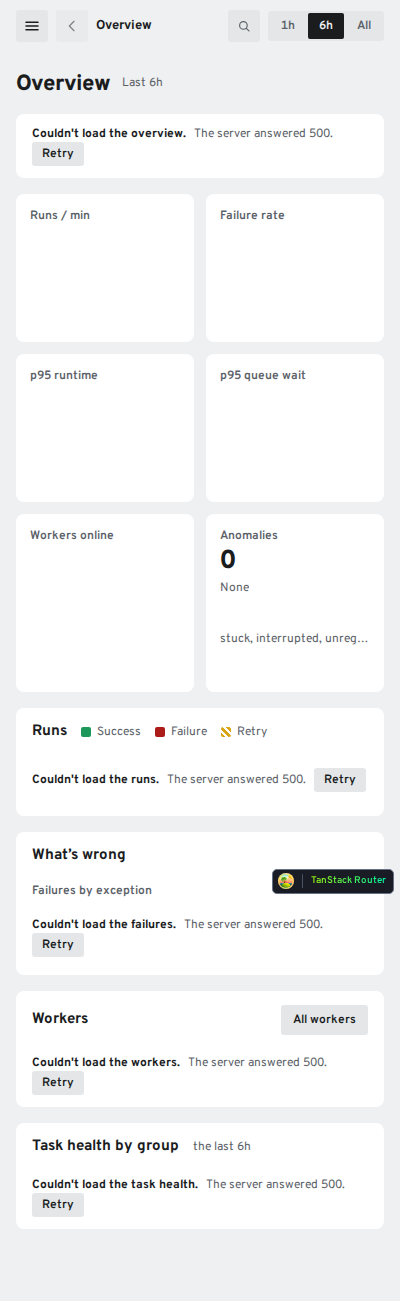 Overview
1h 6h All
Overview Last 6h
Couldn't load the overview. The server answered 500.
Retry
Runs / min
Failure rate
p95 runtime
p95 queue wait
Workers online
Anomalies
0
None
stuck, interrupted, unreg...
Runs Success Failure Retry
Couldn't load the runs. The server answered 500. Retry
What's wrong
TanStack Router
Failures by exception
Couldn't load the failures. The server answered 500.
Retry
Workers All workers
Couldn't load the workers. The server answered 500.
Retry
Task health by group the last 6h
Couldn't load the task health. The server answered 500.
Retry